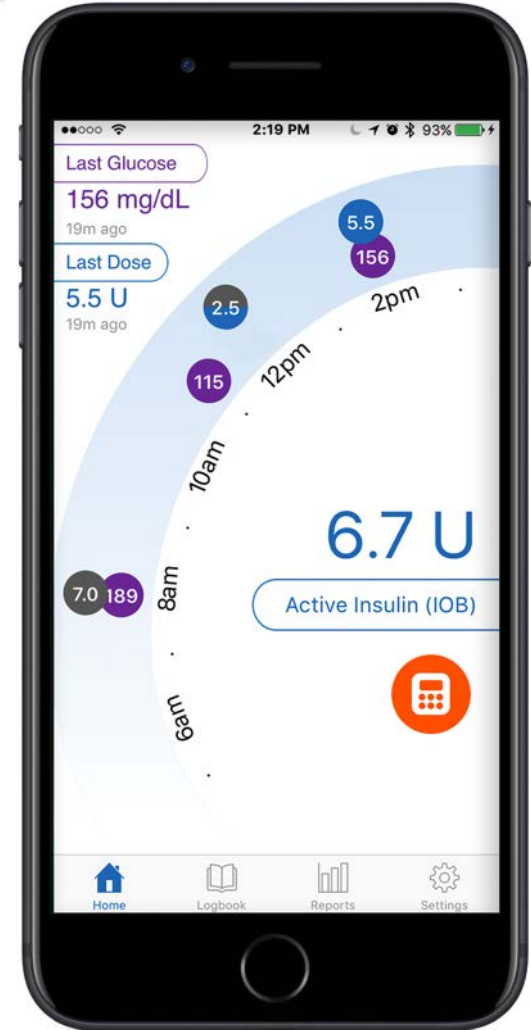 2:19 PM
93%
Last Glucose
156 mg/dL
19m ago
Last Dose
5.5 U
19m ago
5.5
156
2.5
115
7.0
189
2pm
12pm
10am
8am
6am
6.7 U
Active Insulin (IOB)
Home
Logbook
Reports
Settings